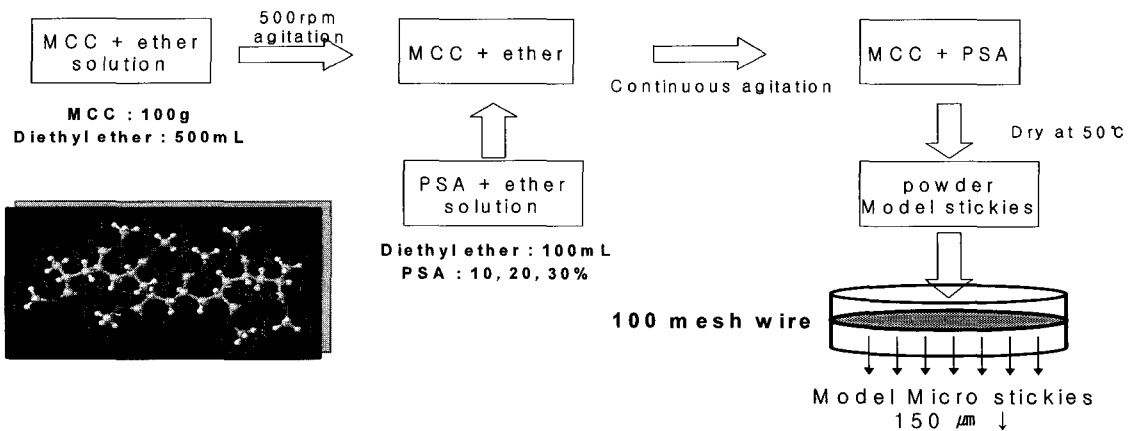 MCC + ether
solution
MCC : 100g
Diethyl ether : 500mL
500rpm
agitation
MCC + ether
PSA + ether
solution
Diethyl ether : 100mL
PSA : 10, 20, 30%
Continuous agitation
MCC + PSA
Dry at 50℃
powder
Model stickies
100 mesh wire
Model Micro stickies
150 ㎛ ↓